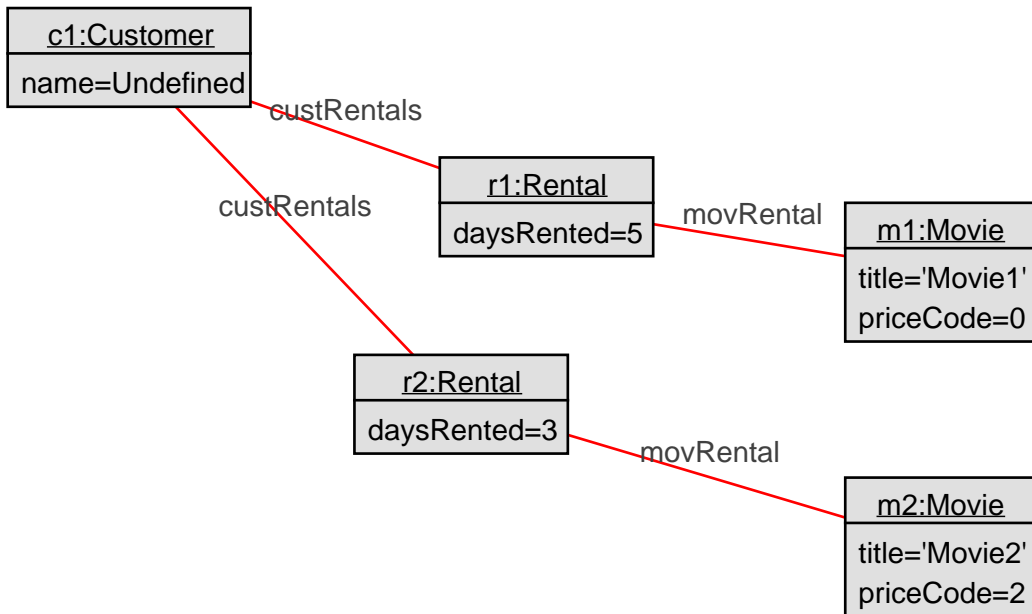 c1:Customer
name=Undefined
custRentals
custRentals
r1:Rental
daysRented=5
movRental
m1:Movie
title='Movie1'
priceCode=0
r2:Rental
daysRented=3
movRental
m2:Movie
title='Movie2'
priceCode=2